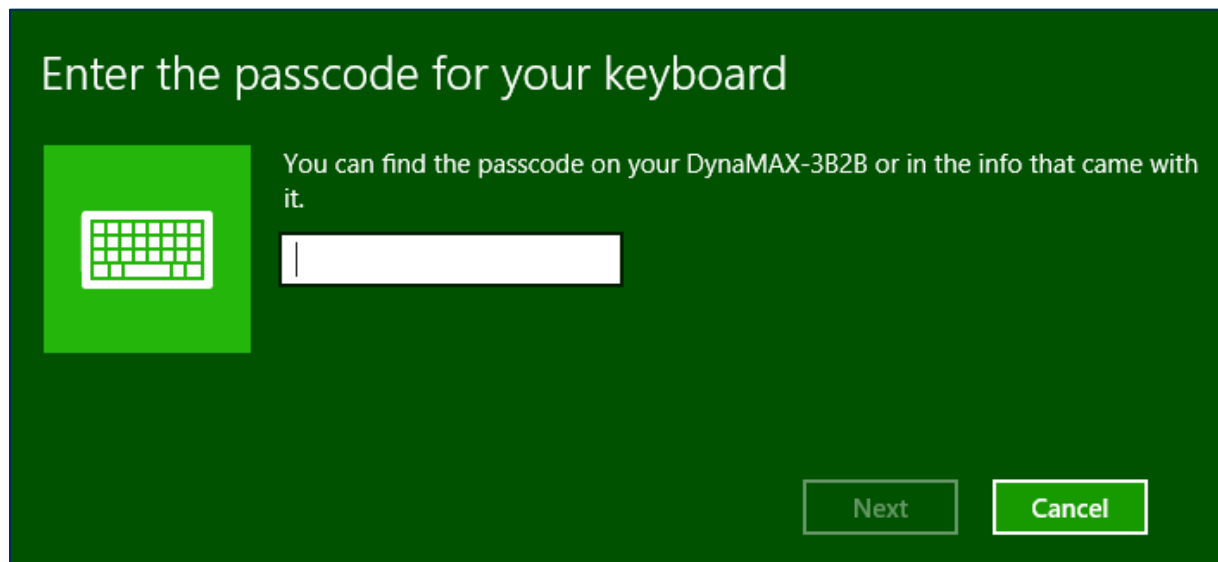 Enter the passcode for your keyboard
You can find the passcode on your DynaMAX-3B2B or in the info that came with
it.
Next
Cancel